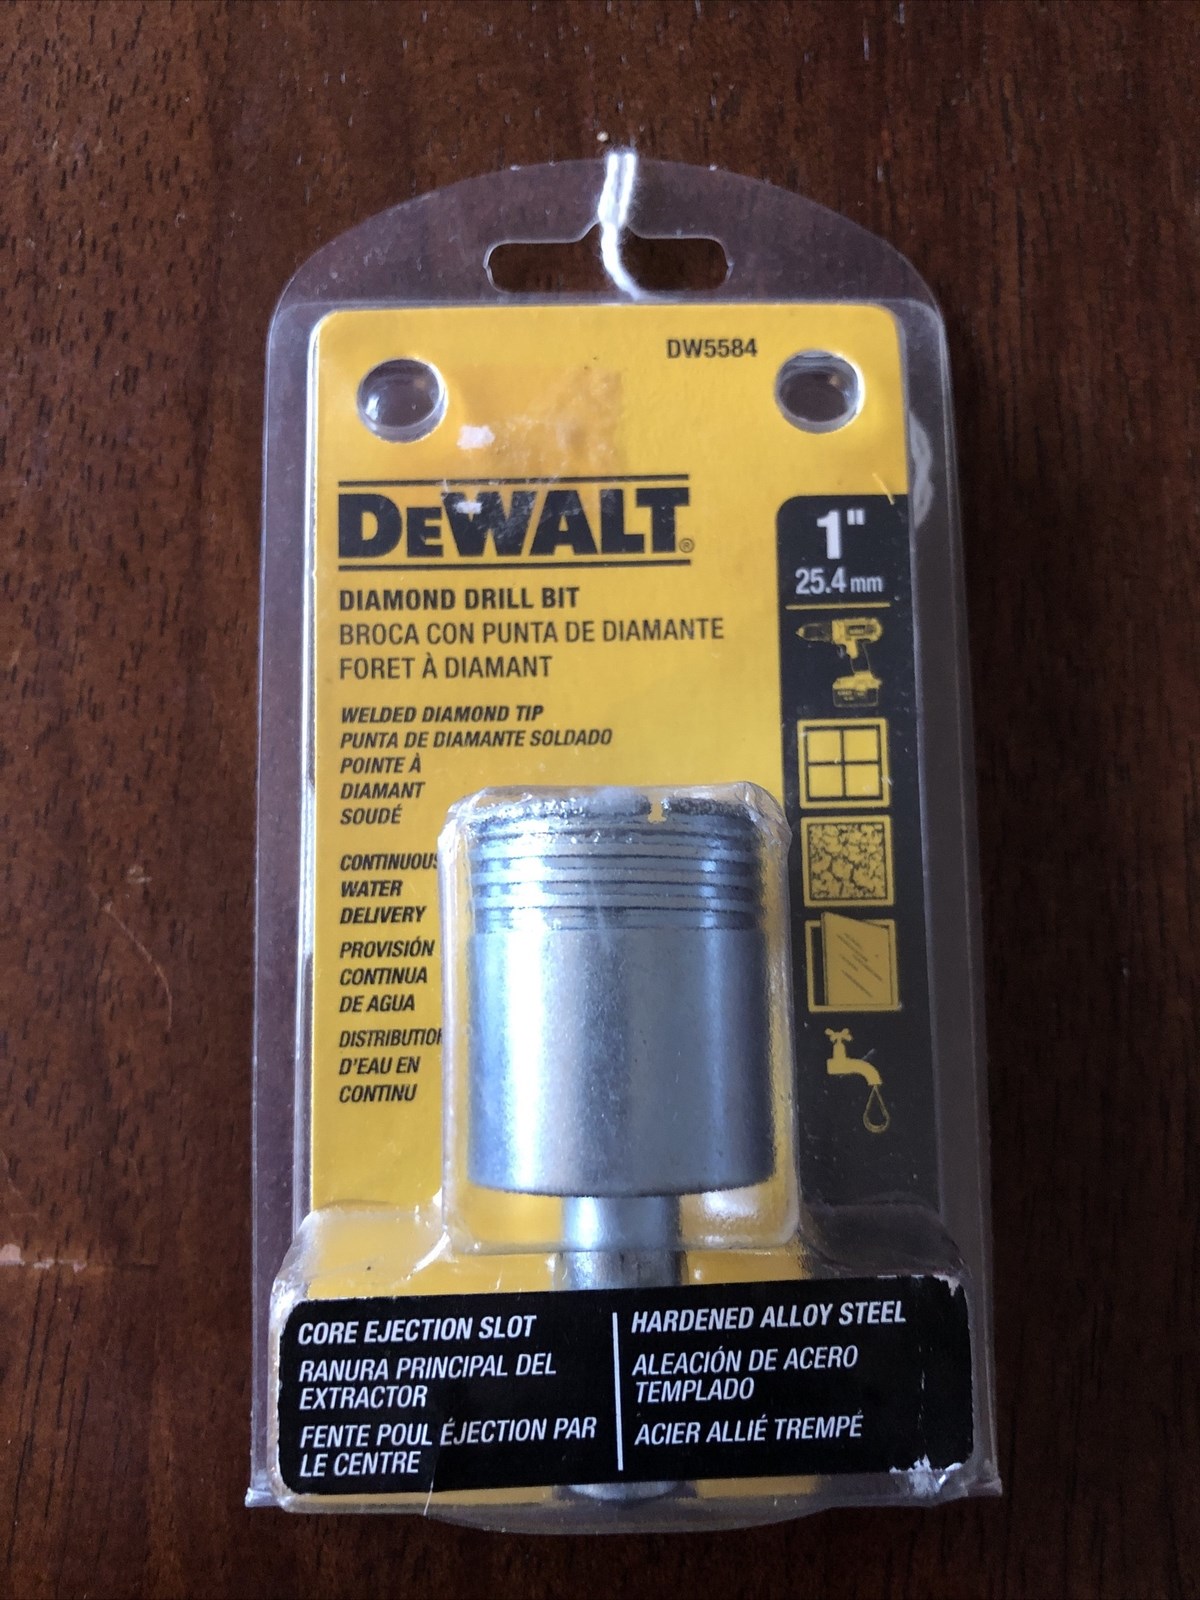 DW5584
DEWALT®
1"
25.4 mm
DIAMOND DRILL BIT
BROCA CON PUNTA DE DIAMANTE
FORET À DIAMANT
WELDED DIAMOND TIP
PUNTA DE DIAMANTE SOLDADO
POINTE À
DIAMANT
SOUDÉ
CONTINUOUS
WATER
DELIVERY
PROVISIÓN
CONTINUA
DE AGUA
DISTRIBUTION
D'EAU EN
CONTINU
CORE EJECTION SLOT
RANURA PRINCIPAL DEL
EXTRACTOR
FENTE POUL ÉJECTION PAR
LE CENTRE
HARDENED ALLOY STEEL
ALEACIÓN DE ACERO
TEMPLADO
ACIER ALLIÉ TREMPÉ